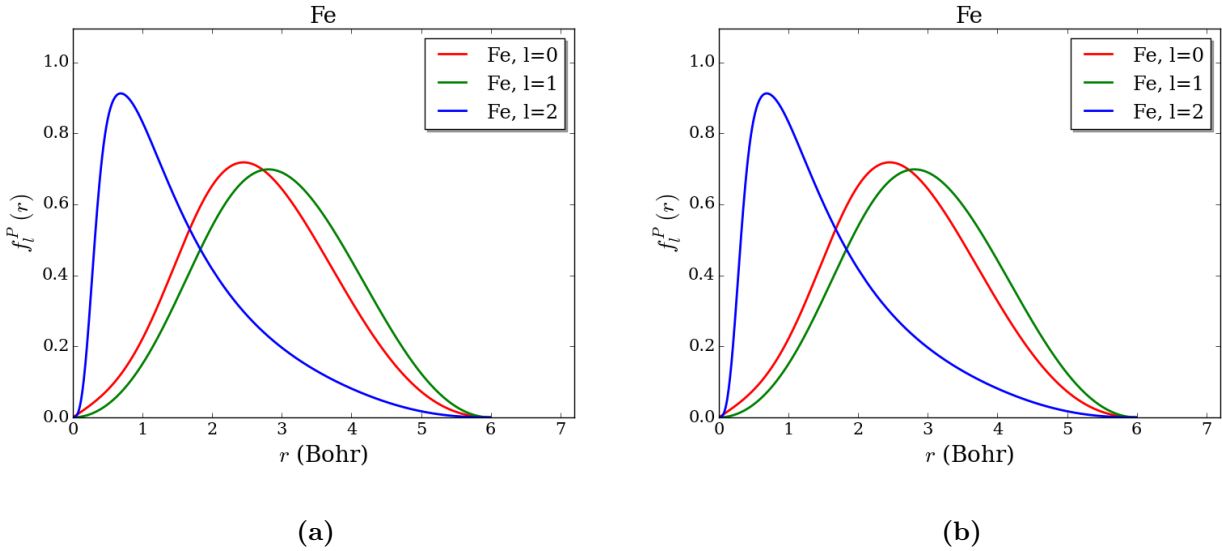 Fe
1.0
0.8
0.6
0.4
0.2
0.0
f_l^P (r)
Fe, l=0
Fe, l=1
Fe, l=2
0 1 2 3 4 5 6 7
r (Bohr)
(a)
Fe
1.0
0.8
0.6
0.4
0.2
0.0
f_l^P (r)
Fe, l=0
Fe, l=1
Fe, l=2
0 1 2 3 4 5 6 7
r (Bohr)
(b)